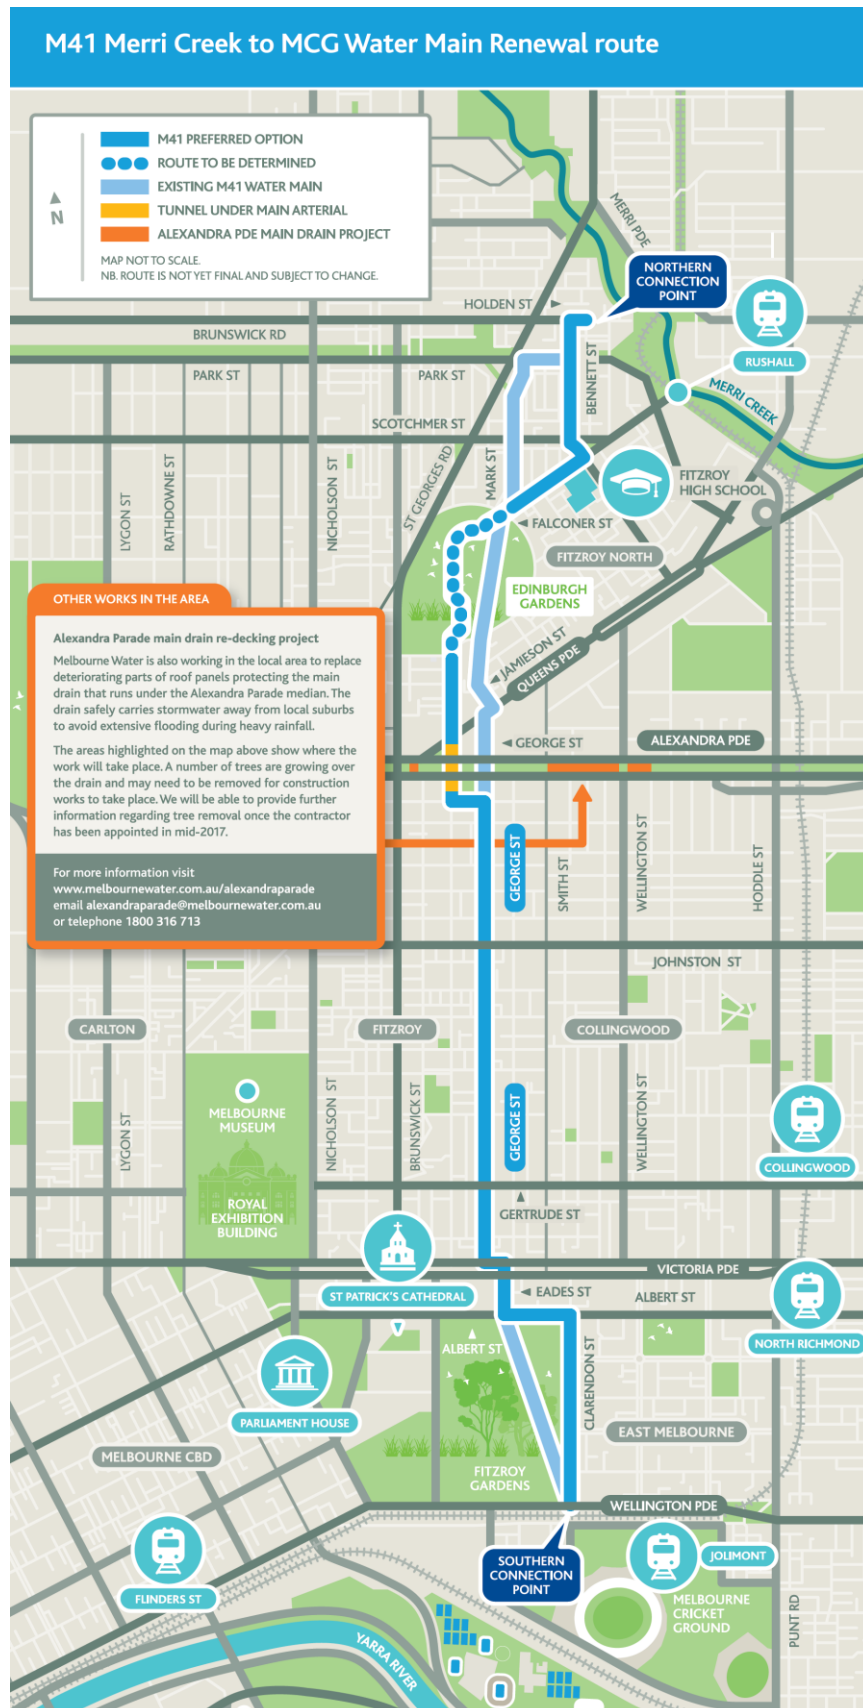 M41 Merri Creek to MCG Water Main Renewal route
M41 PREFERRED OPTION
ROUTE TO BE DETERMINED
EXISTING M41 WATER MAIN
TUNNEL UNDER MAIN ARTERIAL
ALEXANDRA PDE MAIN DRAIN PROJECT
N
MAP NOT TO SCALE.
NB. ROUTE IS NOT YET FINAL AND SUBJECT TO CHANGE.
MERRI PDE
NORTHERN
CONNECTION
POINT
HOLDEN ST
BRUNSWICK RD
RUSHALL
PARK ST
PARK ST
BENNETT ST
MERRI CREEK
SCOTCHMER ST
LYGON ST
RATHDOWNE ST
NICHOLSON ST
ST GEORGES RD
MARK ST
FITZROY
HIGH SCHOOL
FALCONER ST
FITZROY NORTH
EDINBURGH
GARDENS
JAMIESON ST
QUEENS PDE
OTHER WORKS IN THE AREA
Alexandra Parade main drain re-decking project
Melbourne Water is also working in the local area to replace
deteriorating parts of roof panels protecting the main
drain that runs under the Alexandra Parade median. The
drain safely carries stormwater away from local suburbs
to avoid extensive flooding during heavy rainfall.
The areas highlighted on the map above show where the
work will take place. A number of trees are growing over
the drain and may need to be removed for construction
works to take place. We will be able to provide further
information regarding tree removal once the contractor
has been appointed in mid-2017.
For more information visit
www.melbournewater.com.au/alexandraparade
email alexandraparade@melbournewater.com.au
or telephone 1800 316 713
GEORGE ST
ALEXANDRA PDE
GEORGE ST
SMITH ST
WELLINGTON ST
HODDLE ST
JOHNSTON ST
CARLTON
FITZROY
COLLINGWOOD
MELBOURNE
MUSEUM
LYGON ST
NICHOLSON ST
BRUNSWICK ST
GEORGE ST
WELLINGTON ST
COLLINGWOOD
ROYAL
EXHIBITION
BUILDING
GERTRUDE ST
VICTORIA PDE
ST PATRICK'S CATHEDRAL
EADES ST
ALBERT ST
NORTH RICHMOND
ALBERT ST
CLARENDON ST
PARLIAMENT HOUSE
EAST MELBOURNE
MELBOURNE CBD
FITZROY
GARDENS
WELLINGTON PDE
SOUTHERN
CONNECTION
POINT
JOLIMONT
FLINDERS ST
MELBOURNE
CRICKET
GROUND
PUNT RD
YARRA RIVER